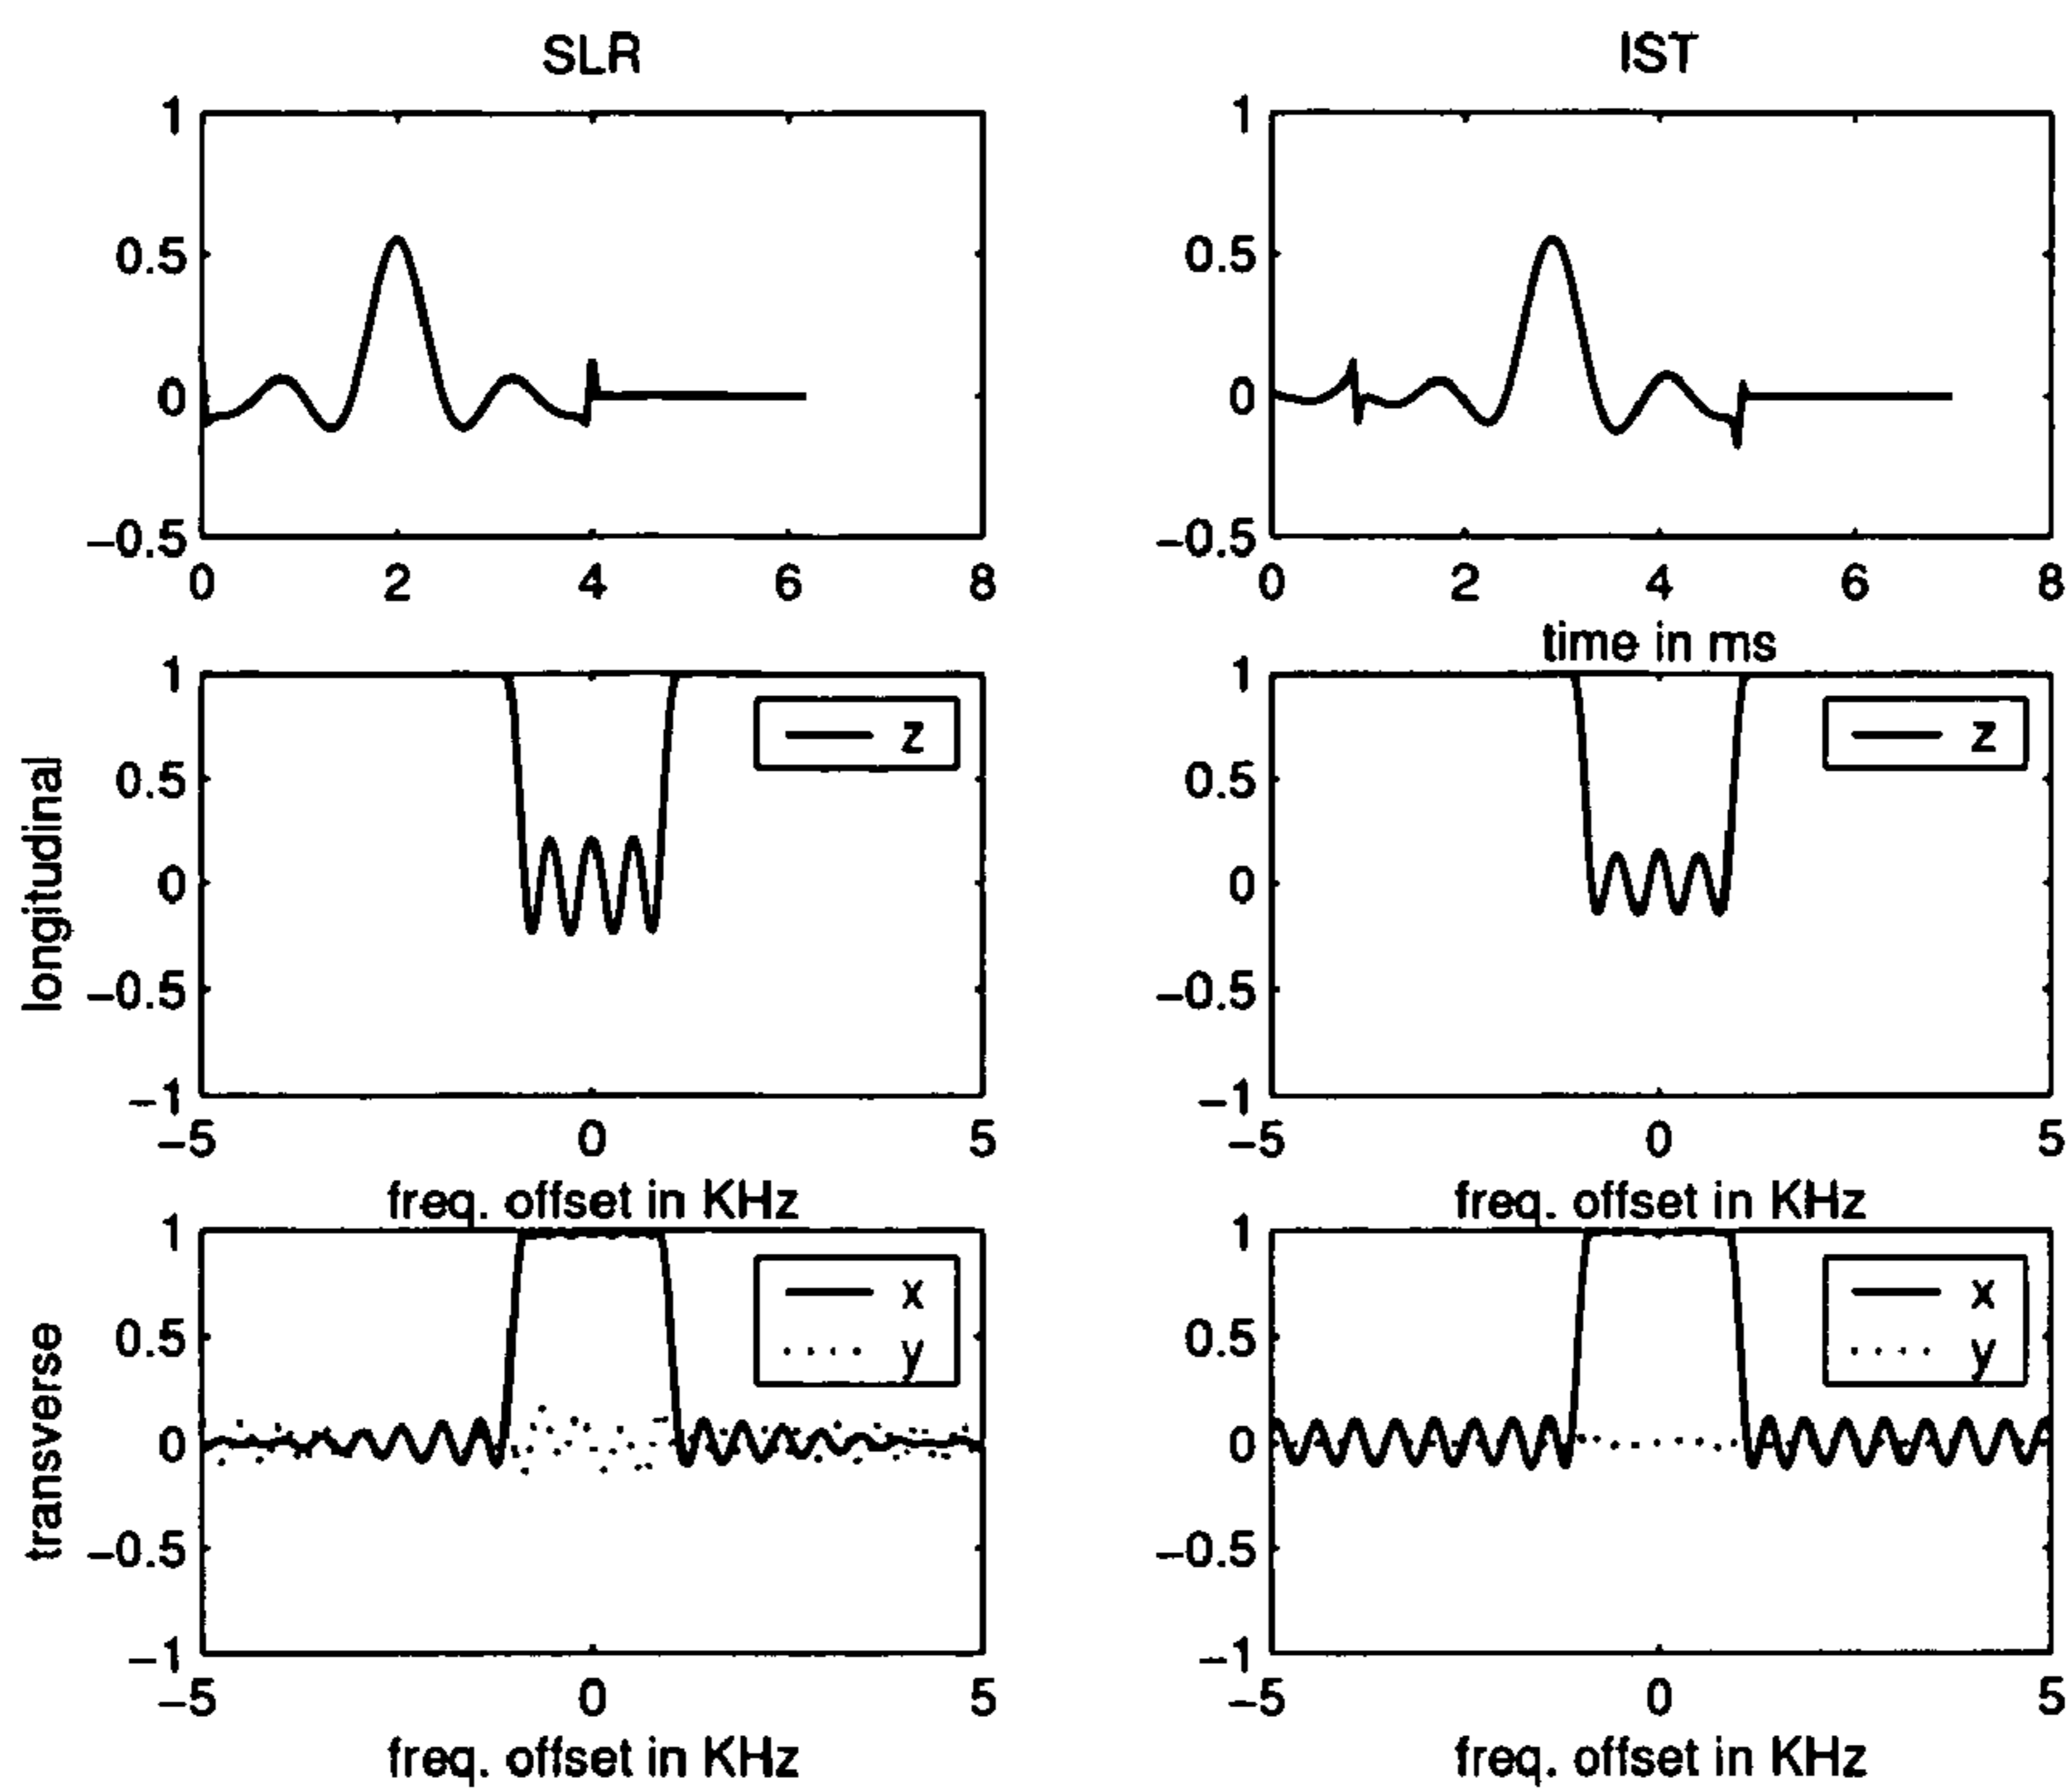 SLR
IST
1
0.5
0
−0.5
0 2 4 6 8
1
0.5
0
−0.5
0 2 4 6 8
time in ms
longitudinal
1
0.5
0
−0.5
−1
−5 0 5
z
freq. offset in KHz
1
0.5
0
−0.5
−1
−5 0 5
z
freq. offset in KHz
transverse
1
0.5
0
−0.5
−1
−5 0 5
x
y
freq. offset in KHz
1
0.5
0
−0.5
−1
−5 0 5
x
y
freq. offset in KHz